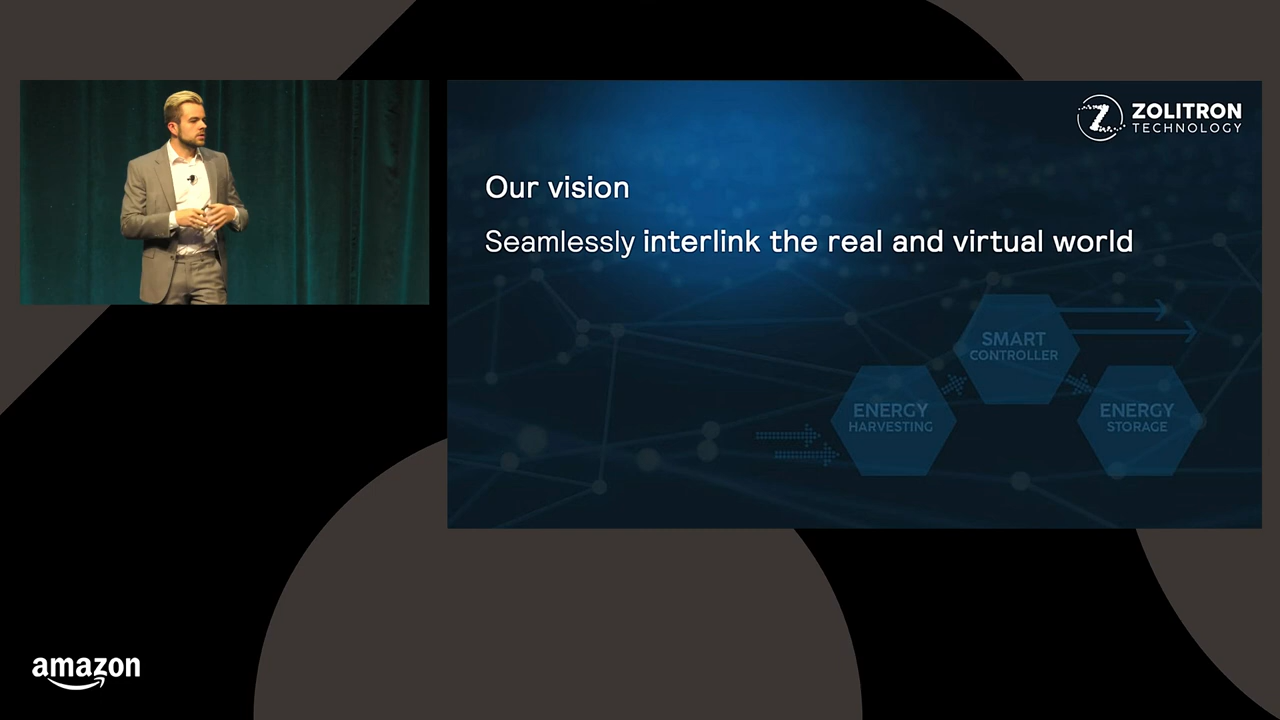 ZOLITRON
TECHNOLOGY
Our vision
Seamlessly interlink the real and virtual world
SMART
CONTROLLER
ENERGY
HARVESTING
ENERGY
STORAGE
amazon